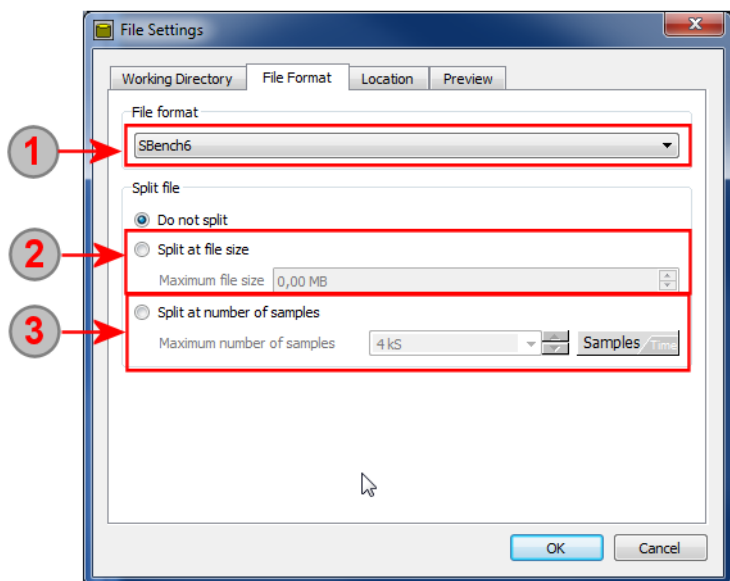 File Settings
Working Directory File Format Location Preview
File format
1 SBench6
Split file
Do not split
2 Split at file size
Maximum file size 0,00 MB
3 Split at number of samples
Maximum number of samples 4 kS Samples Time
OK Cancel